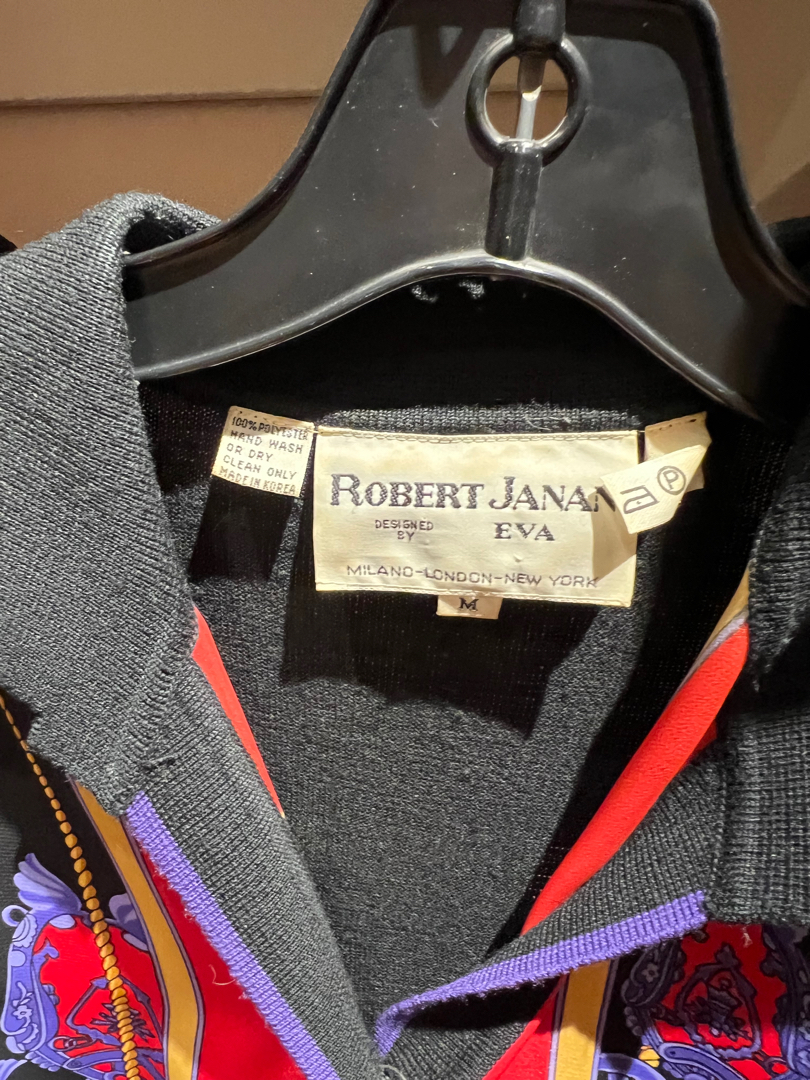 100% POLYESTER
HAND WASH
OR DRY
CLEAN ONLY
MADE IN KOREA
ROBERT JANAN
DESIGNED
BY
EVA
MILANO-LONDON-NEW YORK
M
P